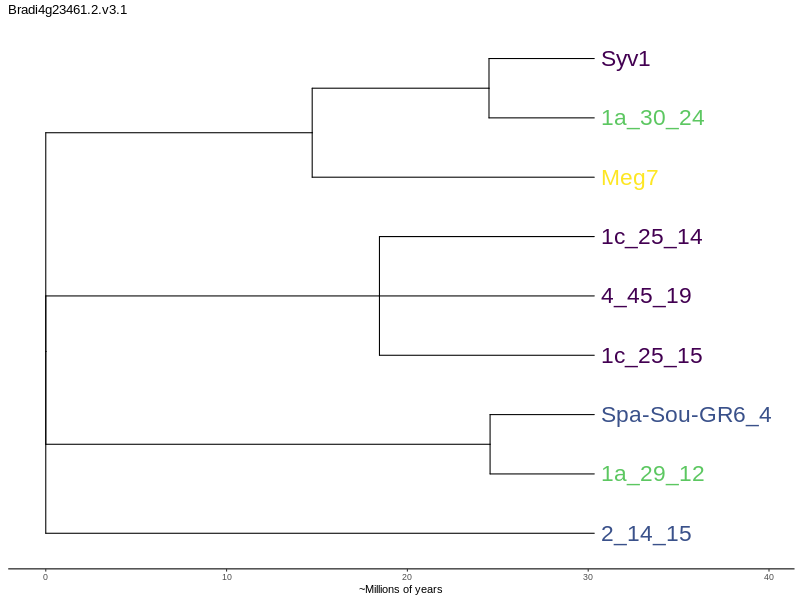 Bradi4g23461.2.v3.1
Syv1
1a_30_24
Meg7
1c_25_14
4_45_19
1c_25_15
Spa-Sou-GR6_4
1a_29_12
2_14_15
0 10 20 30 40
~Millions of years